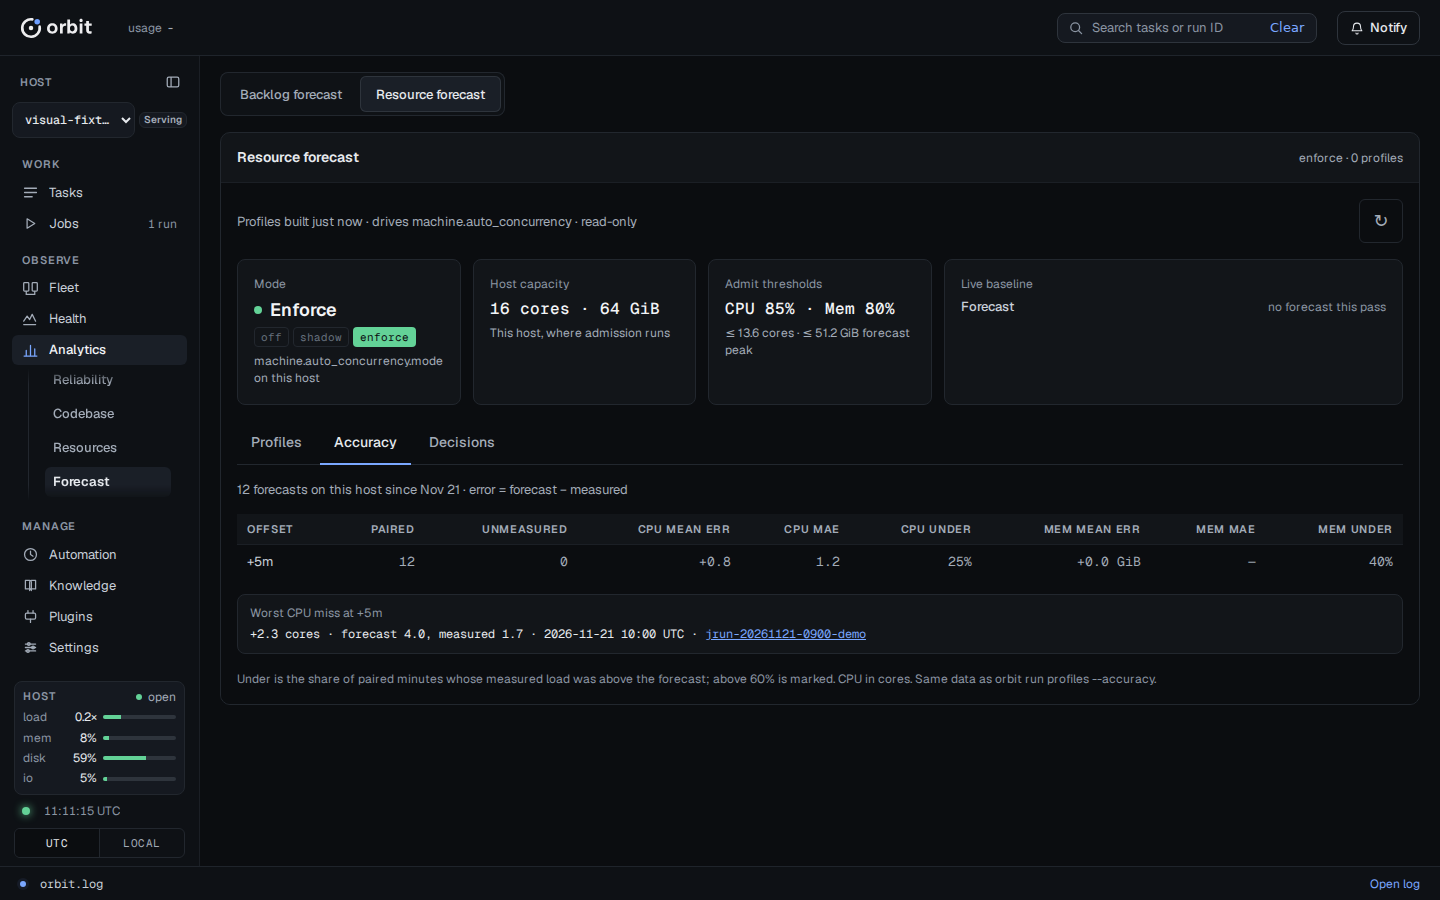 orbit
usage -
Search tasks or run ID
Clear
Notify
HOST
visual-fixt…
Serving
WORK
Tasks
Jobs
1 run
OBSERVE
Fleet
Health
Analytics
Reliability
Codebase
Resources
Forecast
MANAGE
Automation
Knowledge
Plugins
Settings
HOST
open
load 0.2×
mem 8%
disk 59%
io 5%
11:11:15 UTC
UTC
LOCAL
Backlog forecast
Resource forecast
Resource forecast
enforce · 0 profiles
Profiles built just now · drives machine.auto_concurrency · read-only
↻
Mode
Enforce
off shadow enforce
machine.auto_concurrency.mode
on this host
Host capacity
16 cores · 64 GiB
This host, where admission runs
Admit thresholds
CPU 85% · Mem 80%
≤ 13.6 cores · ≤ 51.2 GiB forecast
peak
Live baseline
Forecast
no forecast this pass
Profiles
Accuracy
Decisions
12 forecasts on this host since Nov 21 · error = forecast − measured
OFFSET PAIRED UNMEASURED CPU MEAN ERR CPU MAE CPU UNDER MEM MEAN ERR MEM MAE MEM UNDER
+5m 12 0 +0.8 1.2 25% +0.0 GiB — 40%
Worst CPU miss at +5m
+2.3 cores · forecast 4.0, measured 1.7 · 2026-11-21 10:00 UTC · jrun-20261121-0900-demo
Under is the share of paired minutes whose measured load was above the forecast; above 60% is marked. CPU in cores. Same data as orbit run profiles --accuracy.
orbit.log
Open log